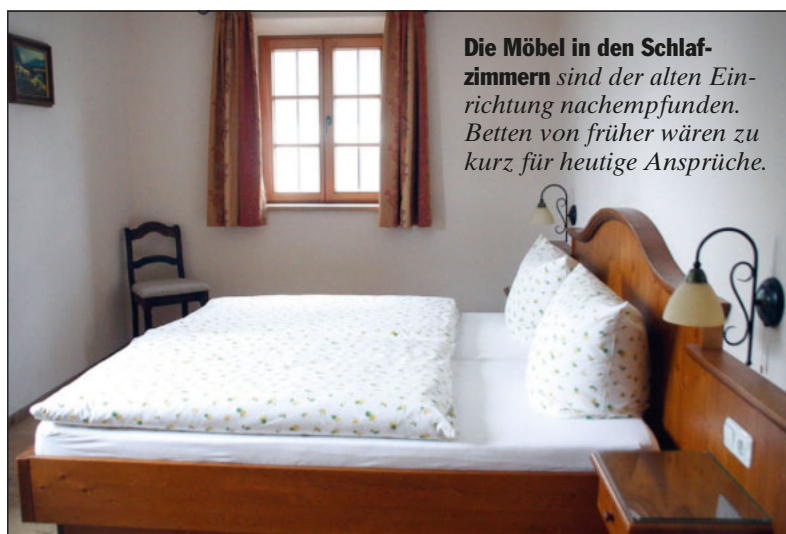 Die Möbel in den Schlaf-
zimmern sind der alten Ein-
richtung nachempfunden.
Betten von früher wären zu
kurz für heutige Ansprüche.